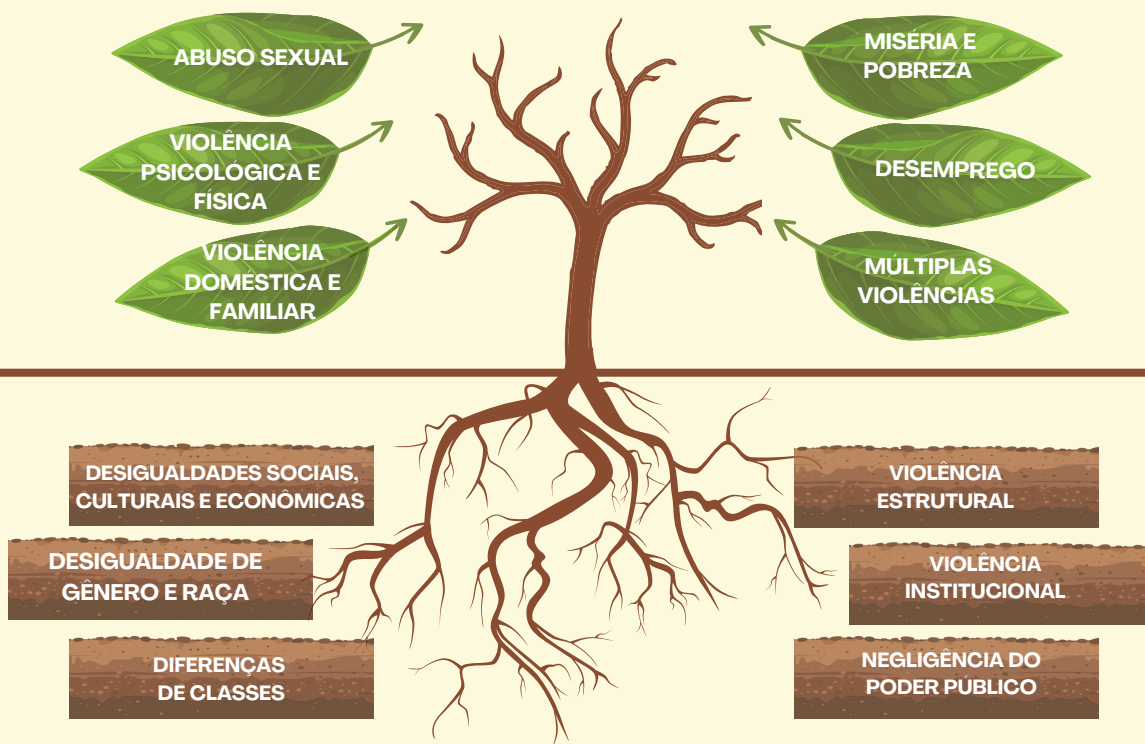 ABUSO SEXUAL
VIOLÊNCIA
PSICOLÓGICA E
FÍSICA
VIOLÊNCIA
DOMÉSTICA E
FAMILIAR
MISÉRIA E
POBREZA
DESEMPREGO
MÚLTIPLAS
VIOLÊNCIAS
DESIGUALDADES SOCIAIS,
CULTURAIS E ECONÔMICAS
DESIGUALDADE DE
GÊNERO E RAÇA
DIFERENÇAS
DE CLASSES
VIOLÊNCIA
ESTRUTURAL
VIOLÊNCIA
INSTITUCIONAL
NEGLIGÊNCIA DO
PODER PÚBLICO